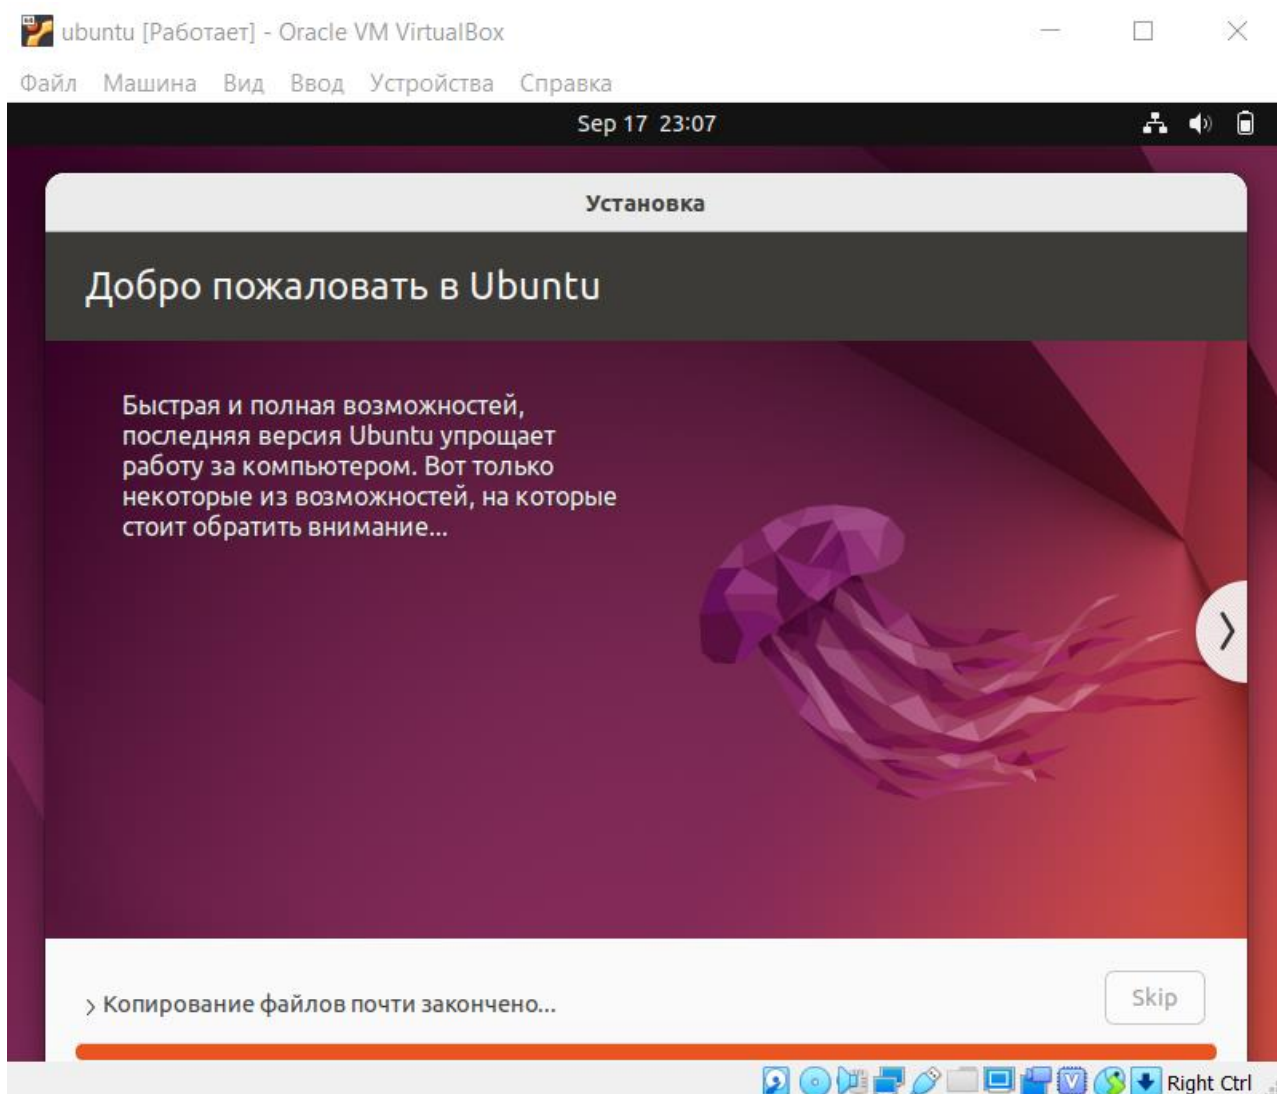 ubuntu [Работает] - Oracle VM VirtualBox
Файл Машина Вид Ввод Устройства Справка
Sep 17 23:07
Установка
Добро пожаловать в Ubuntu
Быстрая и полная возможностей,
последняя версия Ubuntu упрощает
работу за компьютером. Вот только
некоторые из возможностей, на которые
стоит обратить внимание...
Skip
Копирование файлов почти закончено...
Right Ctrl